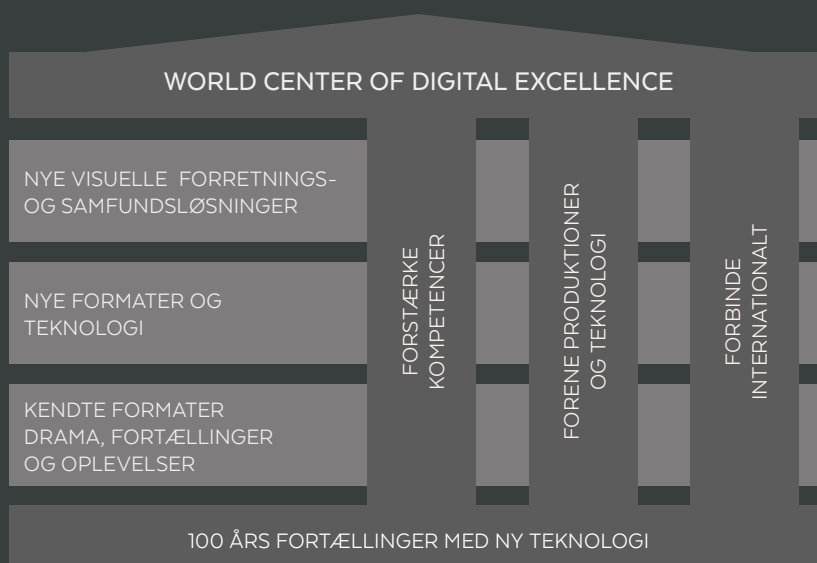 WORLD CENTER OF DIGITAL EXCELLENCE
NYE VISUELLE FORRETNINGS-
OG SAMFUNDSLØSNINGER
NYE FORMATER OG
TEKNOLOGI
KENDTE FORMATER
DRAMA, FORTÆLLINGER
OG OPLEVELSER
FORSTÆRKE
KOMPETENCER
FORENE PRODUKTIONER
OG TEKNOLOGI
FORBINDE
INTERNATIONALT
100 ÅRS FORTÆLLINGER MED NY TEKNOLOGI